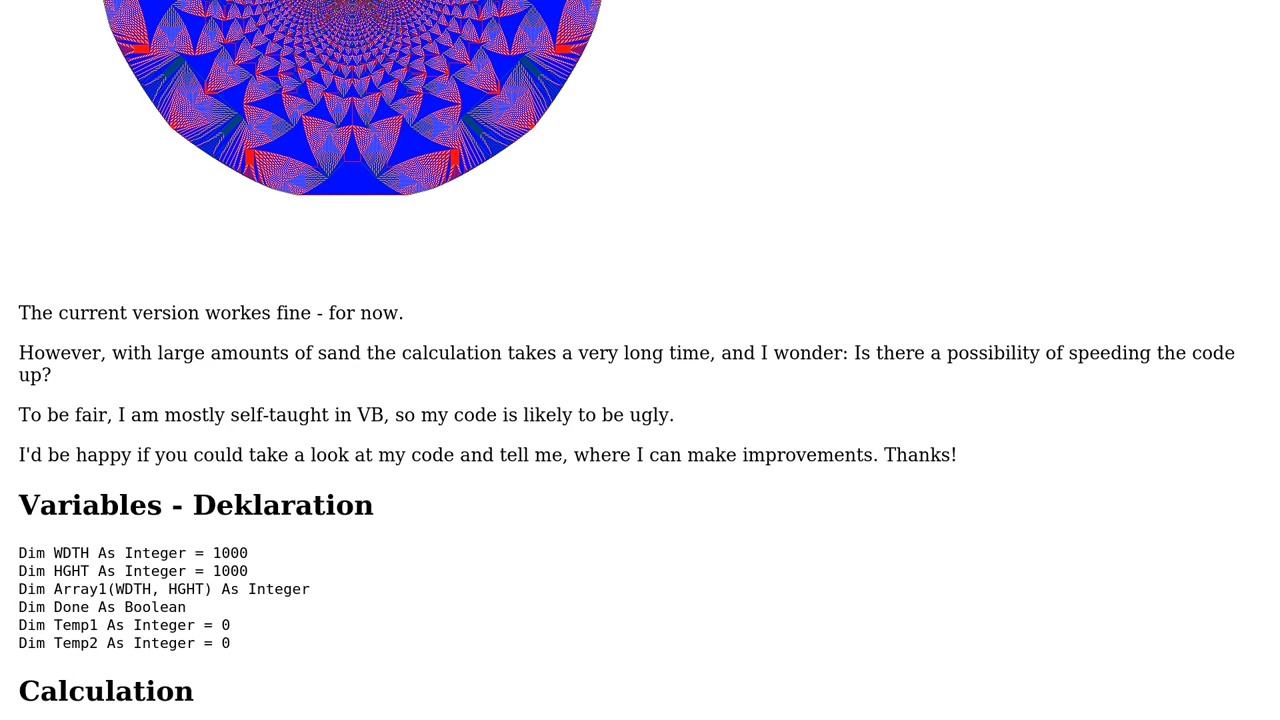 The current version workes fine - for now.
However, with large amounts of sand the calculation takes a very long time, and I wonder: Is there a possibility of speeding the code
up?
To be fair, I am mostly self-taught in VB, so my code is likely to be ugly.
I'd be happy if you could take a look at my code and tell me, where I can make improvements. Thanks!
Variables - Deklaration
Dim WDTH As Integer = 1000
Dim HGHT As Integer = 1000
Dim Array1(WDTH, HGHT) As Integer
Dim Done As Boolean
Dim Temp1 As Integer = 0
Dim Temp2 As Integer = 0
Calculation